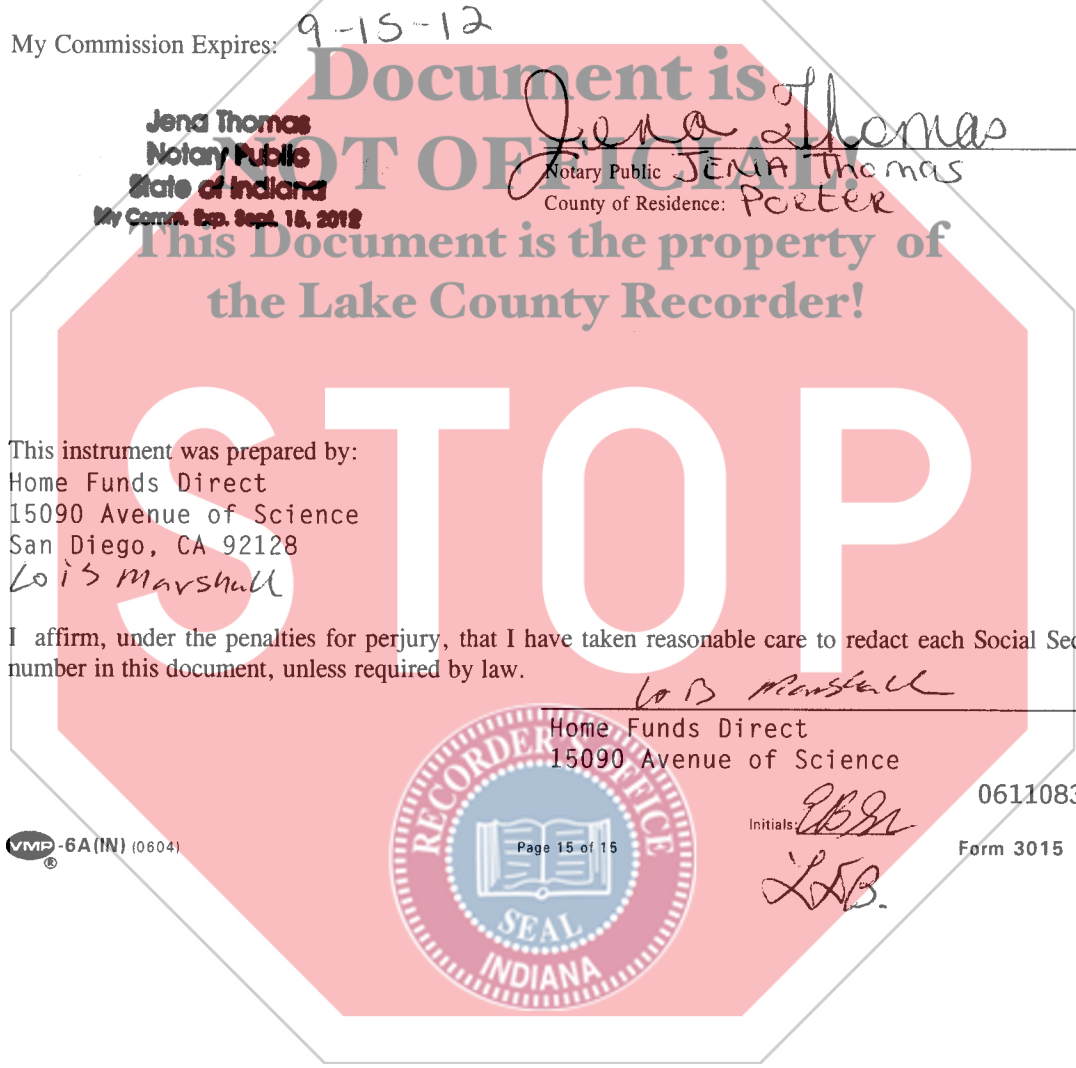 My Commission Expires: 9-15-12
Document is
NOT OFFICIAL!
This Document is the property of
the Lake County Recorder!
STOP
Jena Thomas
Notary Public
State of Indiana
My Comm. Exp. Sept. 15, 2012
Jena Thomas
Notary Public JENA Thomas
County of Residence: Porter
This instrument was prepared by:
Home Funds Direct
15090 Avenue of Science
San Diego, CA 92128
Lois Marshall
I affirm, under the penalties for perjury, that I have taken reasonable care to redact each Social Sec
number in this document, unless required by law.
Lois Marshall
Home Funds Direct
15090 Avenue of Science
RECORDER'S OFFICE
SEAL
INDIANA
0611083
Initials:
VMP®-6A(IN) (0604)
Page 15 of 15
Form 3015